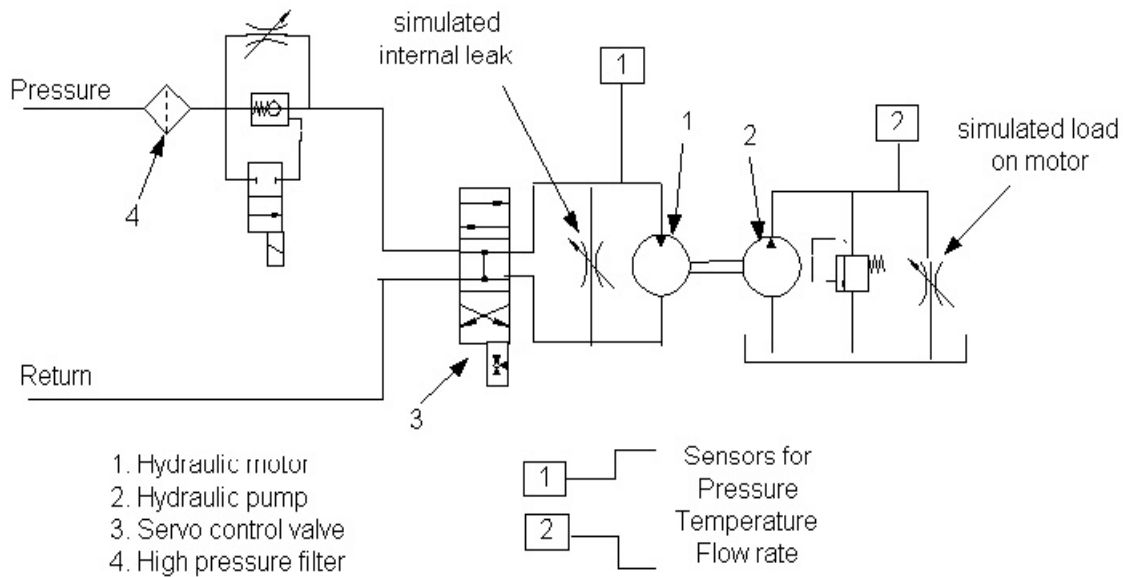 simulated
internal leak
1
Pressure
1
2
2
simulated load
on motor
4
Return
3
1. Hydraulic motor
2. Hydraulic pump
3. Servo control valve
4. High pressure filter
1
2
Sensors for
Pressure
Temperature
Flow rate